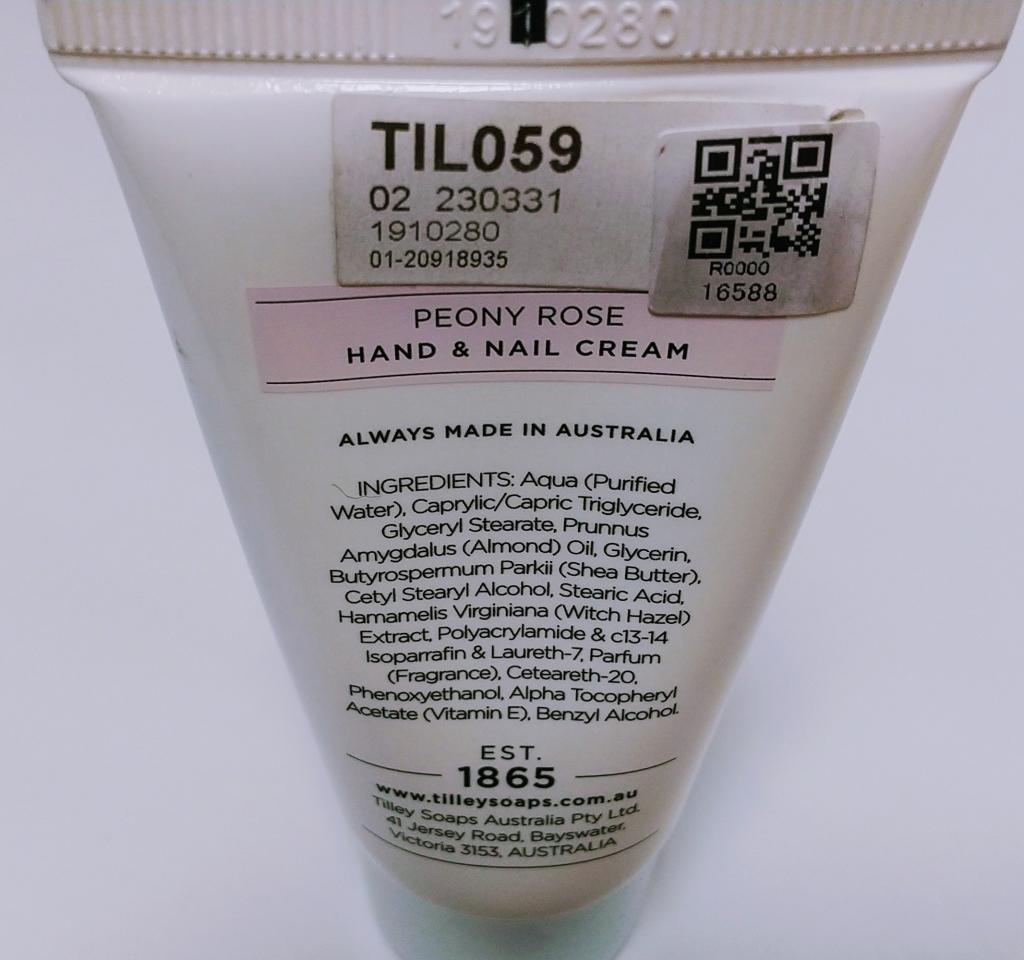 1910280
TIL059
02 230331
1910280
01-20918935
R0000
16588
PEONY ROSE
HAND & NAIL CREAM
ALWAYS MADE IN AUSTRALIA
INGREDIENTS: Aqua (Purified
Water), Caprylic/Capric Triglyceride,
Glyceryl Stearate, Prunnus
Amygdalus (Almond) Oil, Glycerin,
Butyrospermum Parkii (Shea Butter),
Cetyl Stearyl Alcohol, Stearic Acid,
Hamamelis Virginiana (Witch Hazel)
Extract, Polyacrylamide & c13-14
Isoparrafin & Laureth-7, Parfum
(Fragrance), Ceteareth-20,
Phenoxyethanol, Alpha Tocopheryl
Acetate (Vitamin E), Benzyl Alcohol.
EST.
1865
www.tilleysoaps.com.au
Tilley Soaps Australia Pty Ltd.
41 Jersey Road, Bayswater,
Victoria 3153, AUSTRALIA